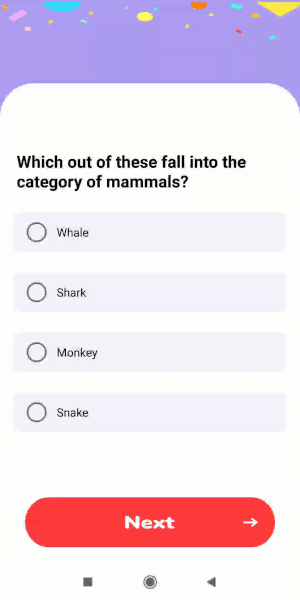 Which out of these fall into the
category of mammals?
Whale
Shark
Monkey
Snake
Next